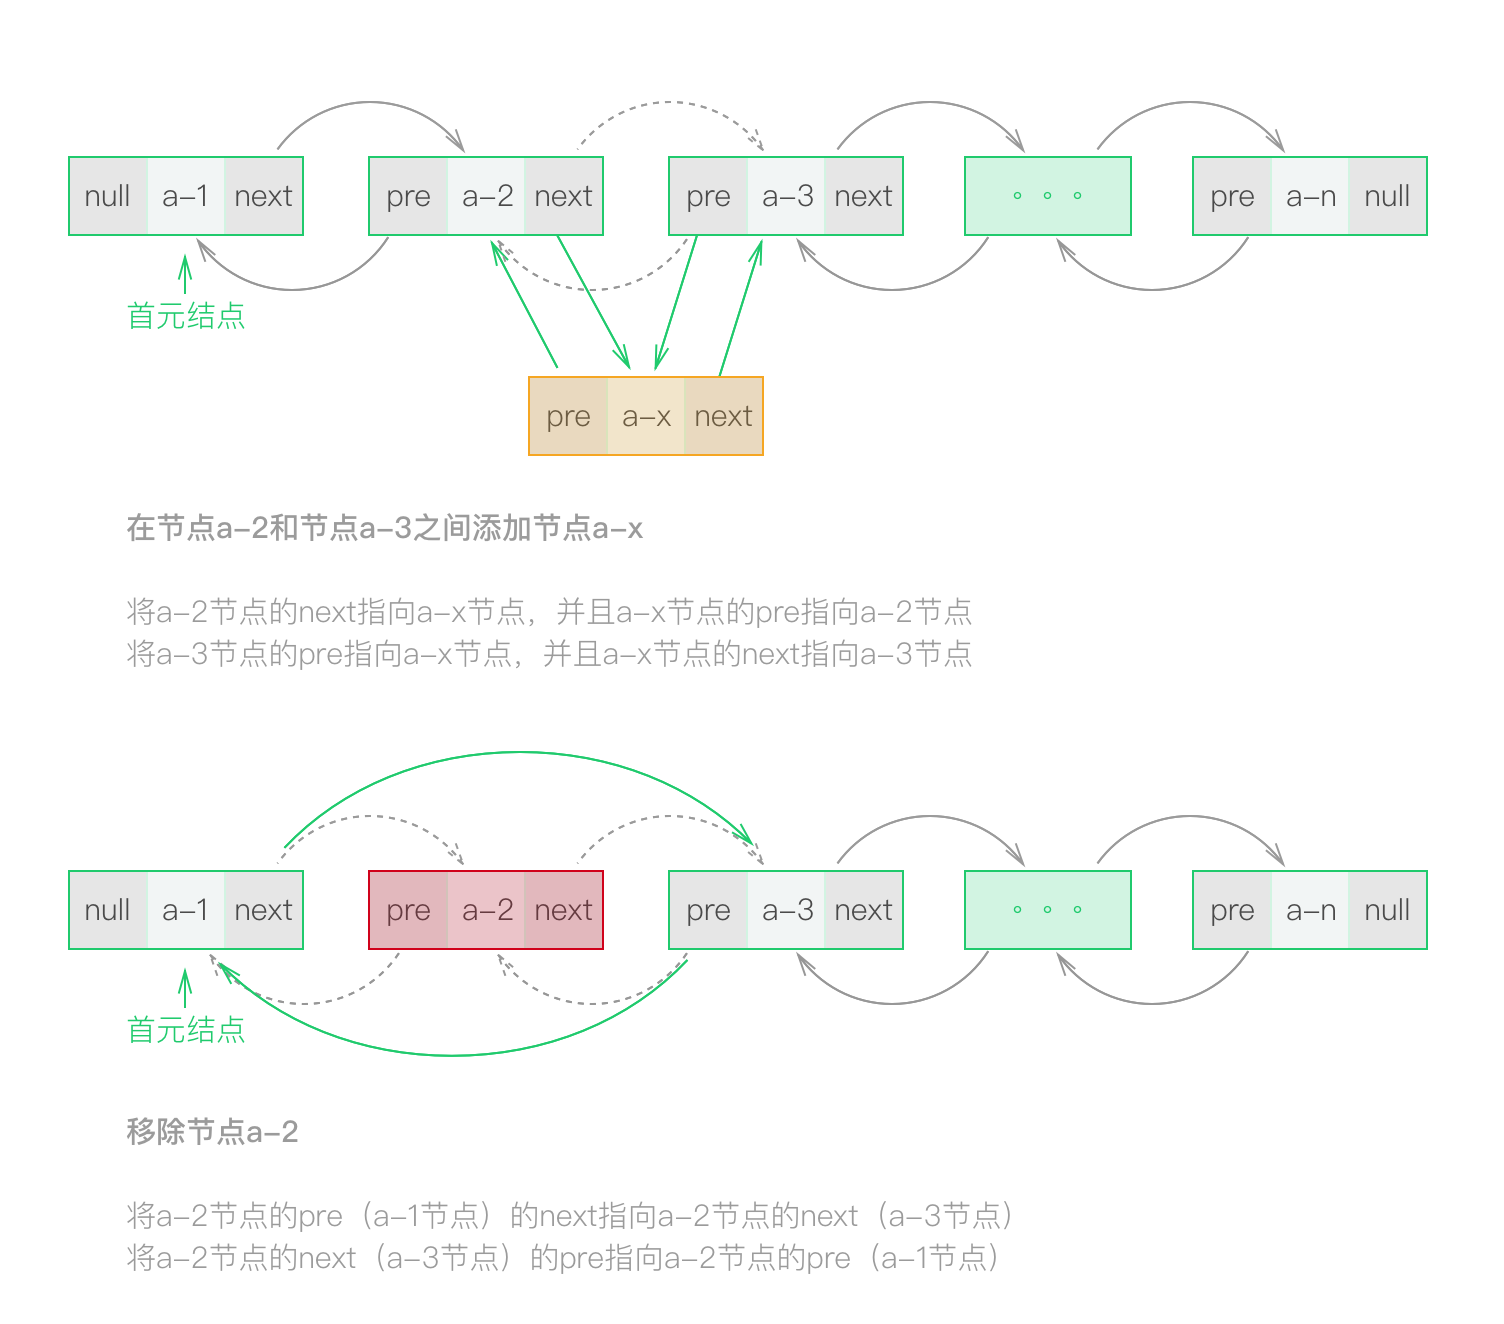 null a-1 next pre a-2 next pre a-3 next pre a-n null
首元结点
pre a-x next
在节点a-2和节点a-3之间添加节点a-x
将a-2节点的next指向a-x节点，并且a-x节点的pre指向a-2节点
将a-3节点的pre指向a-x节点，并且a-x节点的next指向a-3节点
null a-1 next pre a-2 next pre a-3 next pre a-n null
首元结点
移除节点a-2
将a-2节点的pre（a-1节点）的next指向a-2节点的next（a-3节点）
将a-2节点的next（a-3节点）的pre指向a-2节点的pre（a-1节点）